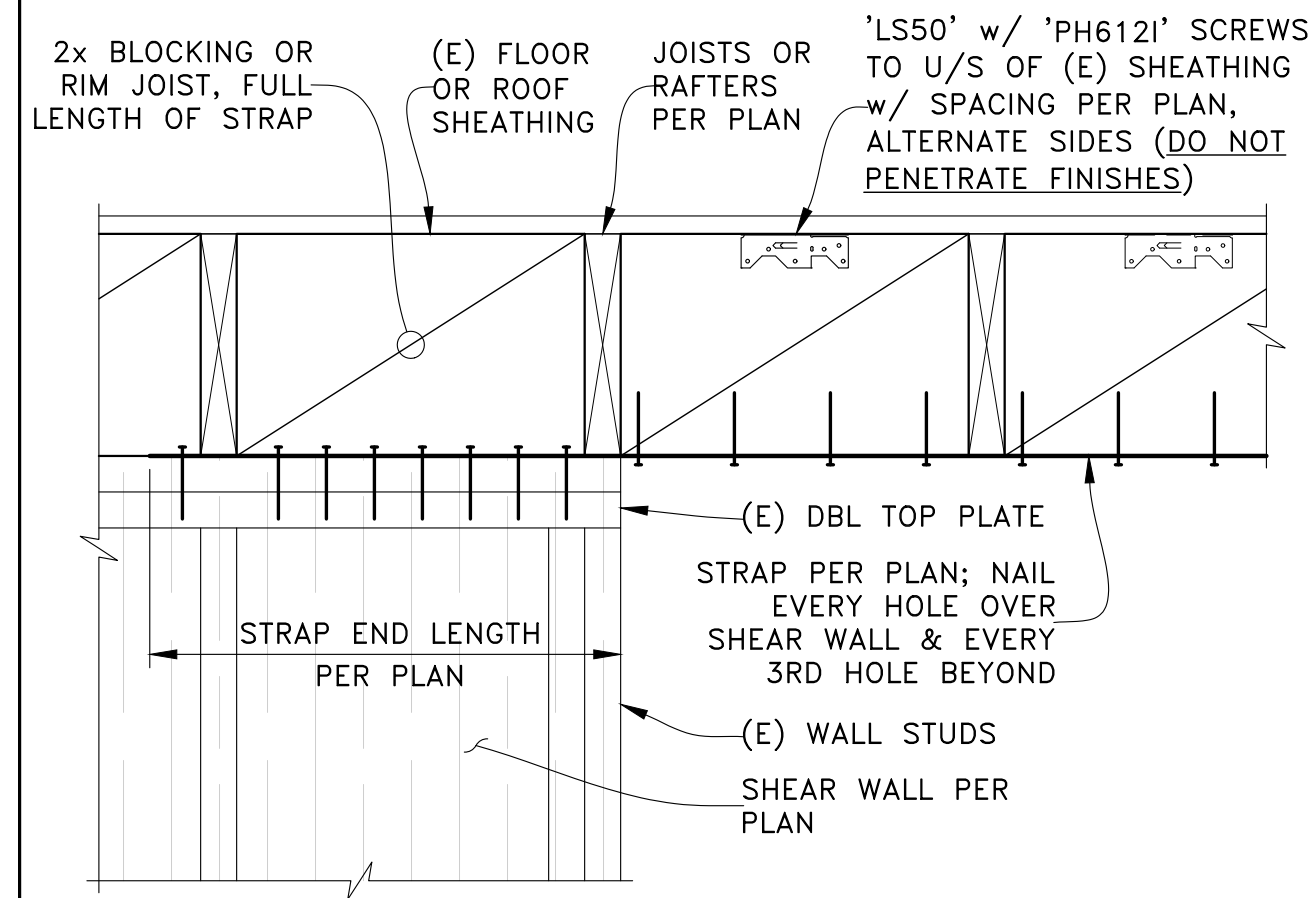 2x BLOCKING OR
RIM JOIST, FULL
LENGTH OF STRAP
(E) FLOOR
OR ROOF
SHEATHING
JOISTS OR
RAFTERS
PER PLAN
'LS50' w/ 'PH612I' SCREWS
TO U/S OF (E) SHEATHING
w/ SPACING PER PLAN,
ALTERNATE SIDES (DO NOT
PENETRATE FINISHES)
(E) DBL TOP PLATE
STRAP PER PLAN; NAIL
EVERY HOLE OVER
SHEAR WALL & EVERY
3RD HOLE BEYOND
STRAP END LENGTH
PER PLAN
(E) WALL STUDS
SHEAR WALL PER
PLAN